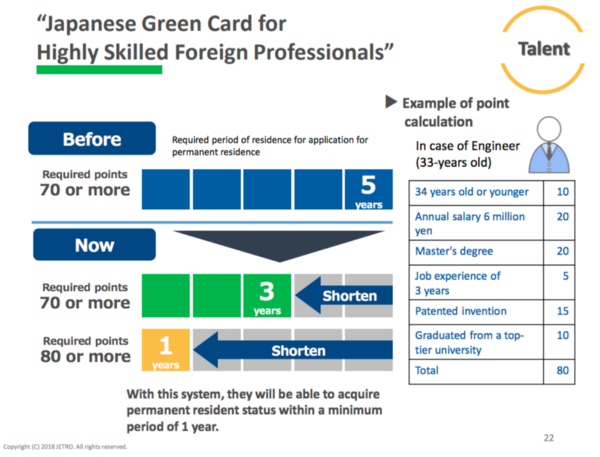 “Japanese Green Card for
Highly Skilled Foreign Professionals”
Talent
Before
Required period of residence for application for
permanent residence
Required points
70 or more
5
years
Now
Required points
70 or more
3
years
Shorten
Required points
80 or more
1
years
Shorten
With this system, they will be able to acquire
permanent resident status within a minimum
period of 1 year.
Example of point
calculation
In case of Engineer
(33-years old)
34 years old or younger 10
Annual salary 6 million 20
yen
Master's degree 20
Job experience of 5
3 years
Patented invention 15
Graduated from a top- 10
tier university
Total 80
22
Copyright (C) 2018 JETRO. All rights reserved.